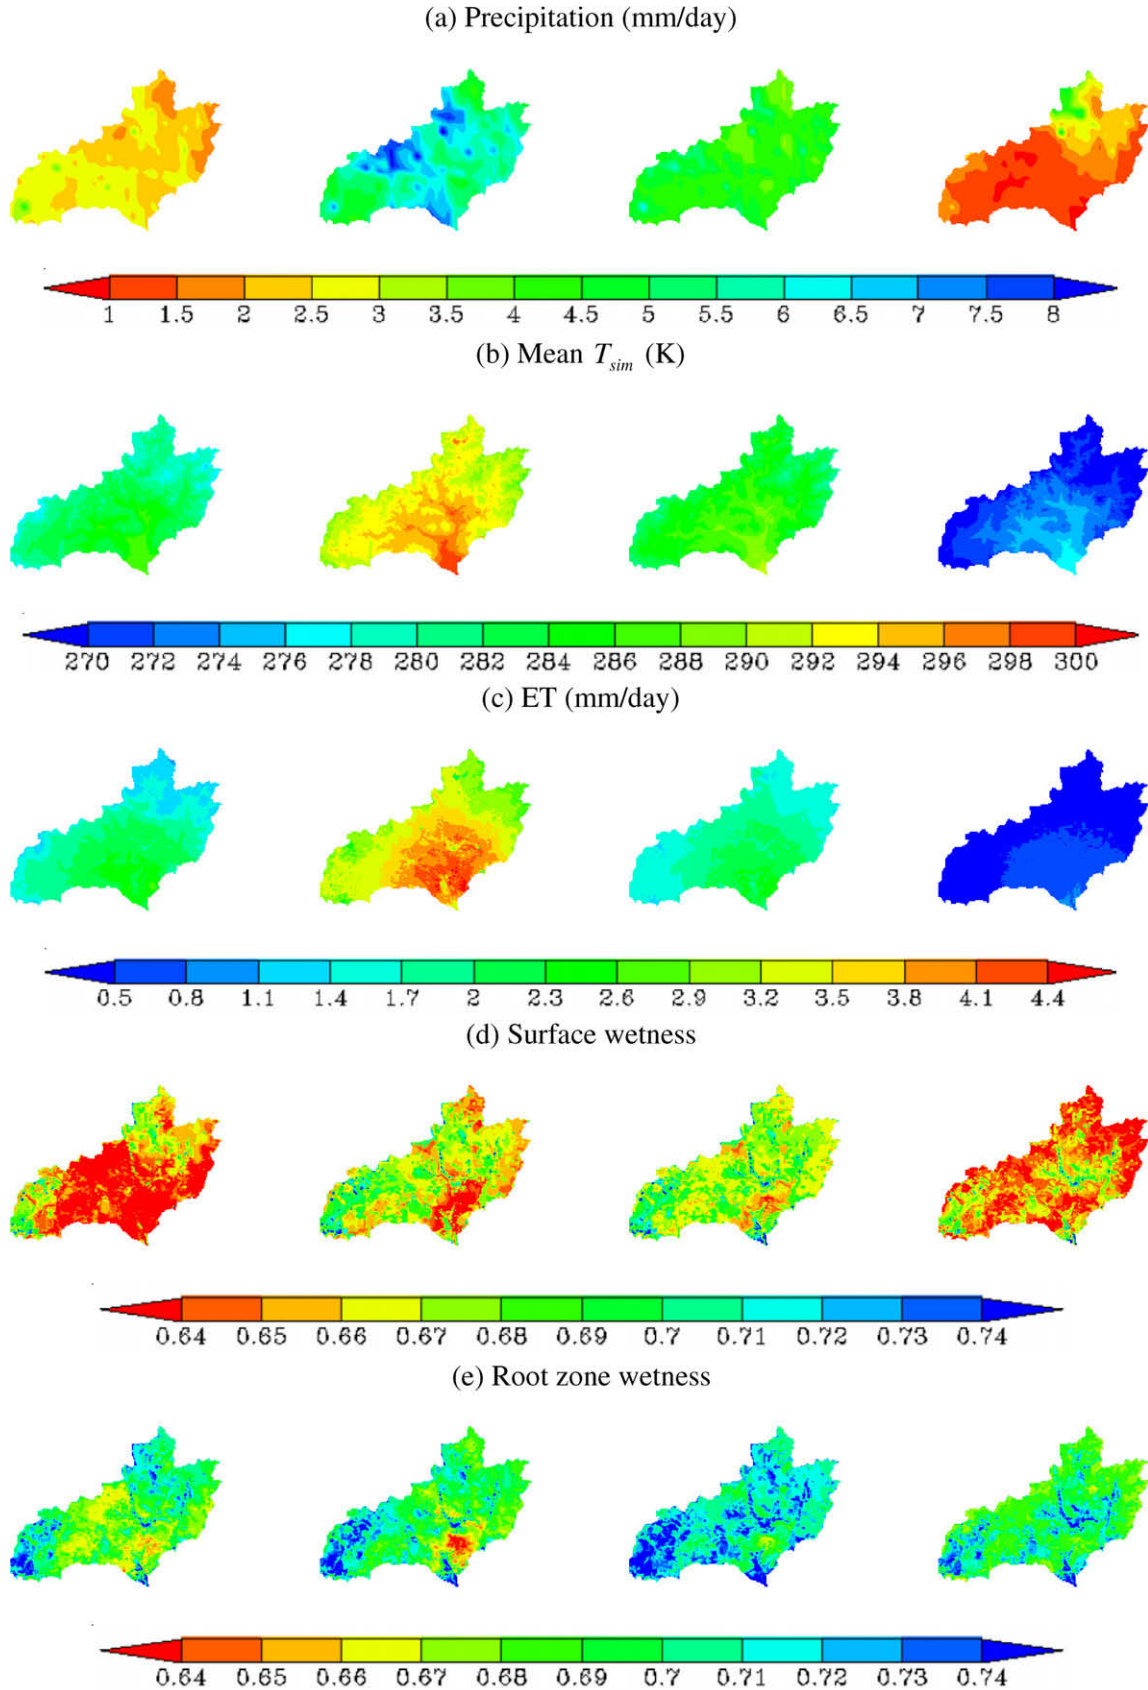 (a) Precipitation (mm/day)
1 1.5 2 2.5 3 3.5 4 4.5 5 5.5 6 6.5 7 7.5 8
(b) Mean T_sim (K)
270 272 274 276 278 280 282 284 286 288 290 292 294 296 298 300
(c) ET (mm/day)
0.5 0.8 1.1 1.4 1.7 2 2.3 2.6 2.9 3.2 3.5 3.8 4.1 4.4
(d) Surface wetness
0.64 0.65 0.66 0.67 0.68 0.69 0.7 0.71 0.72 0.73 0.74
(e) Root zone wetness
0.64 0.65 0.66 0.67 0.68 0.69 0.7 0.71 0.72 0.73 0.74